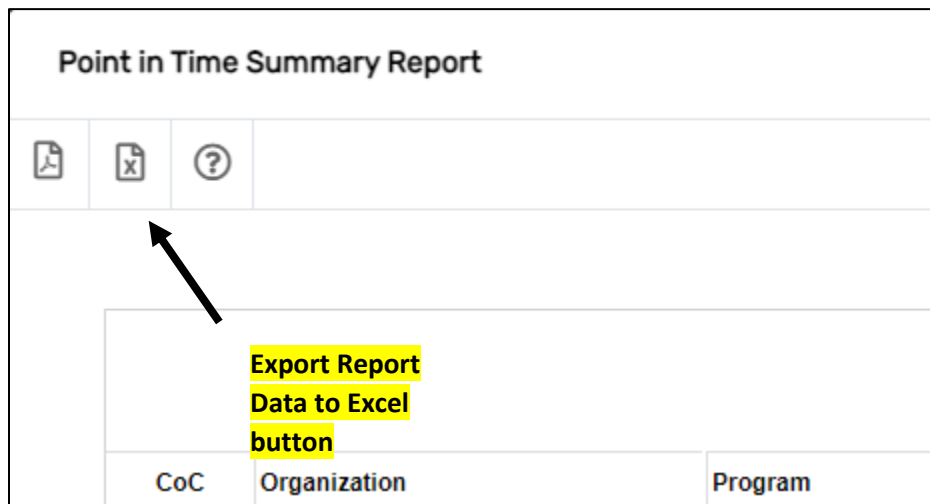 Point in Time Summary Report
Export Report
Data to Excel
button
CoC Organization Program